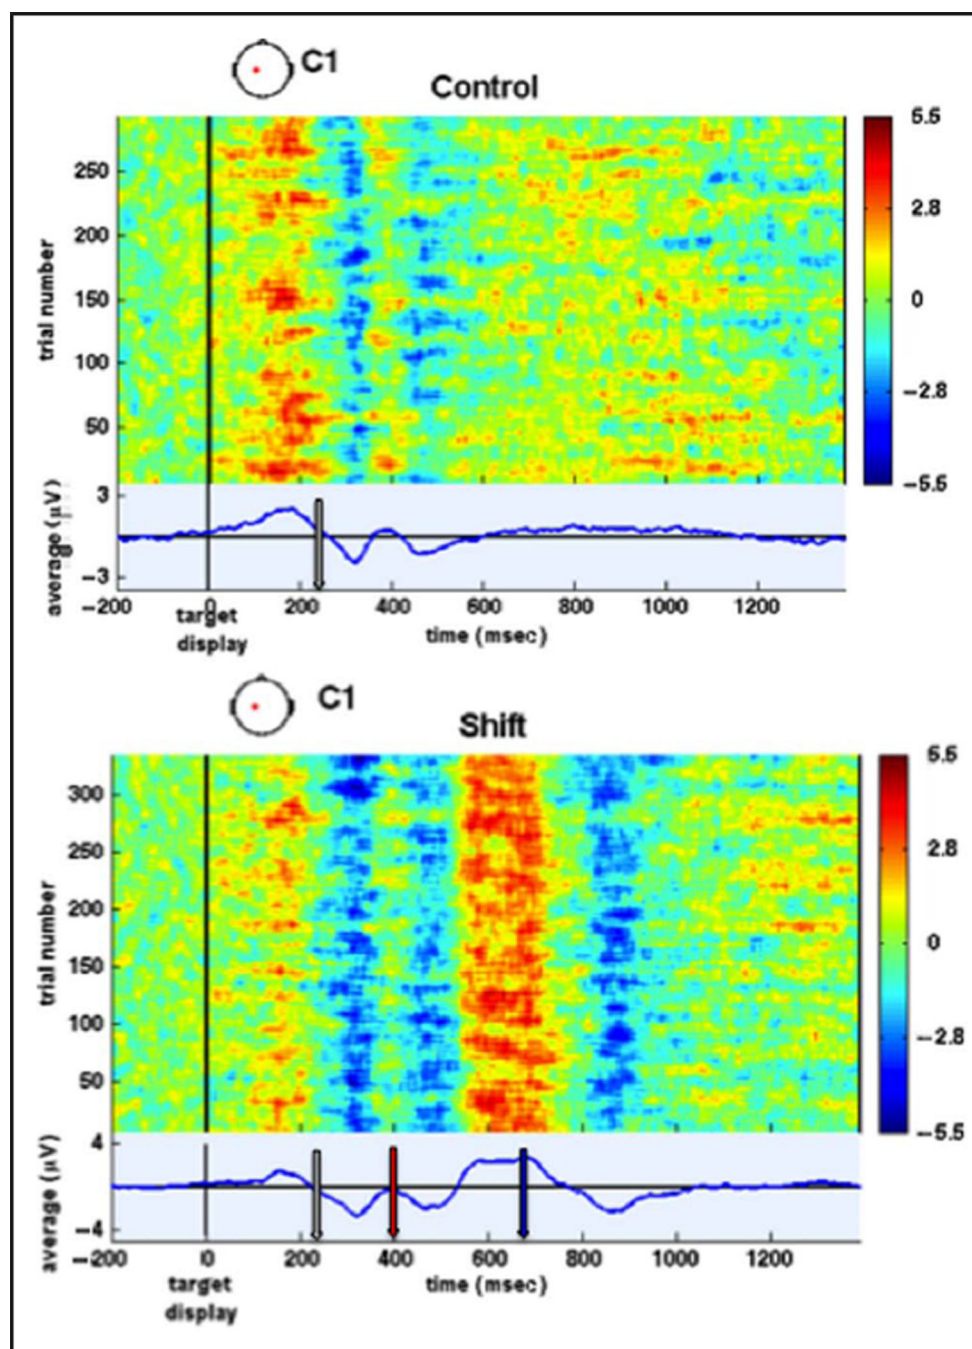 C1
Control
5.5
2.8
0
−2.8
−5.5
trial number
250
200
150
100
50
average (μV)
3
−3
−200 0 200 400 600 800 1000 1200
target
display
time (msec)
C1
Shift
5.5
2.8
0
−2.8
−5.5
trial number
300
250
200
150
100
50
average (μV)
4
−4
−200 0 200 400 600 800 1000 1200
target
display
time (msec)